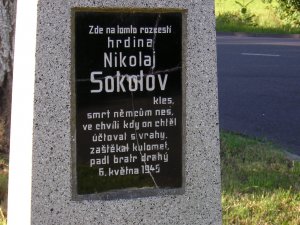 Zde na tomto rozcestí
hrdina
Nikolaj
Sokolov
kles,
smrt němcům nes,
ve chvíli kdy on chtěl
účtoval s vrahy,
zaštěkal kulomet,
padl bratr drahý
6. května 1945